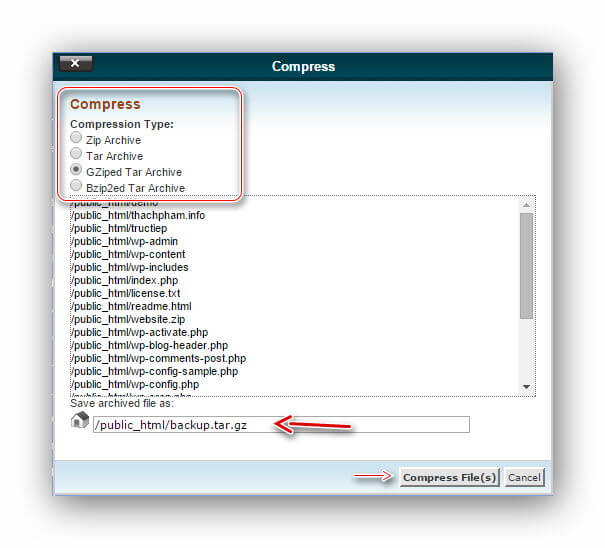 Compress
Compress
Compression Type:
Zip Archive
Tar Archive
GZiped Tar Archive
Bzip2ed Tar Archive
/public_html/demo
/public_html/thachpham.info
/public_html/tructiep
/public_html/wp-admin
/public_html/wp-content
/public_html/wp-includes
/public_html/index.php
/public_html/license.txt
/public_html/readme.html
/public_html/website.zip
/public_html/wp-activate.php
/public_html/wp-blog-header.php
/public_html/wp-comments-post.php
/public_html/wp-config-sample.php
/public_html/wp-config.php
Save archived file as:
/public_html/backup.tar.gz
Compress File(s) Cancel